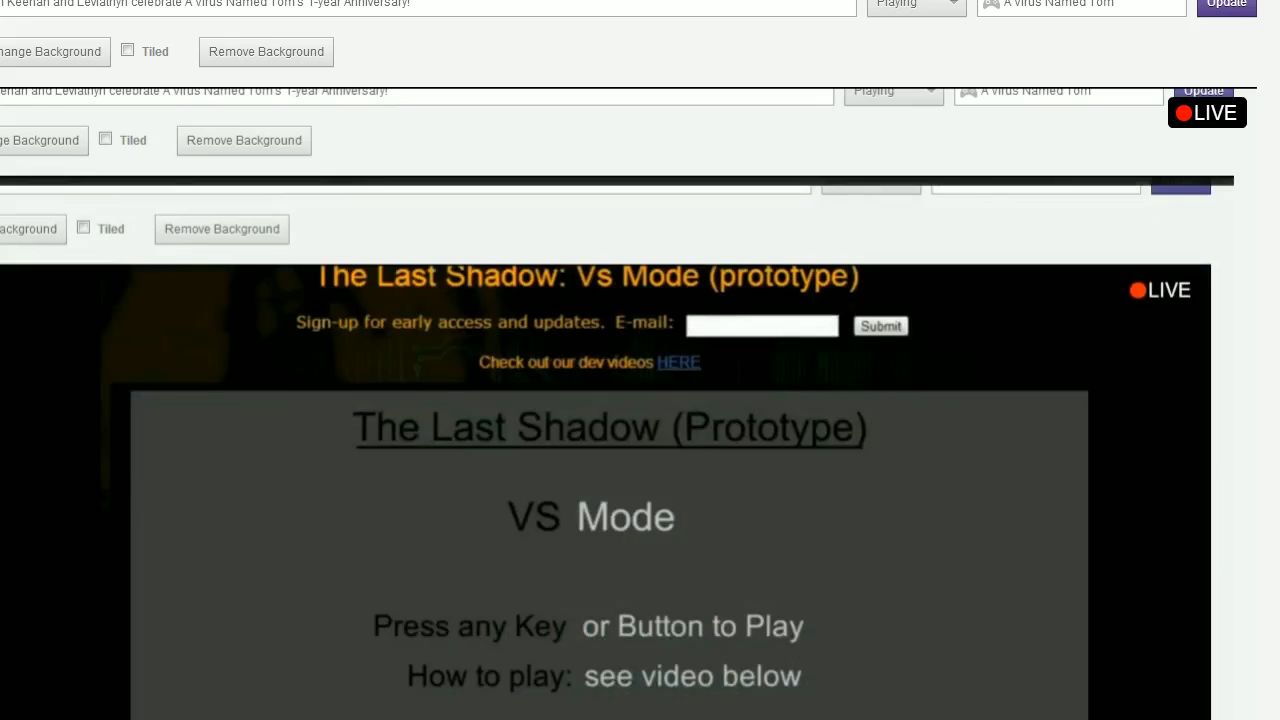 Keenan and Leviathyn celebrate A Virus Named Tom's 1-year Anniversary! Playing A Virus Named Tom Update
hange Background Tiled Remove Background
enan and Leviathyn celebrate A Virus Named Tom's 1-year Anniversary! Playing A Virus Named Tom Update
LIVE
ge Background Tiled Remove Background
ackground Tiled Remove Background
The Last Shadow: Vs Mode (prototype)
LIVE
Sign-up for early access and updates. E-mail: Submit
Check out our dev videos HERE
The Last Shadow (Prototype)
VS Mode
Press any Key or Button to Play
How to play: see video below